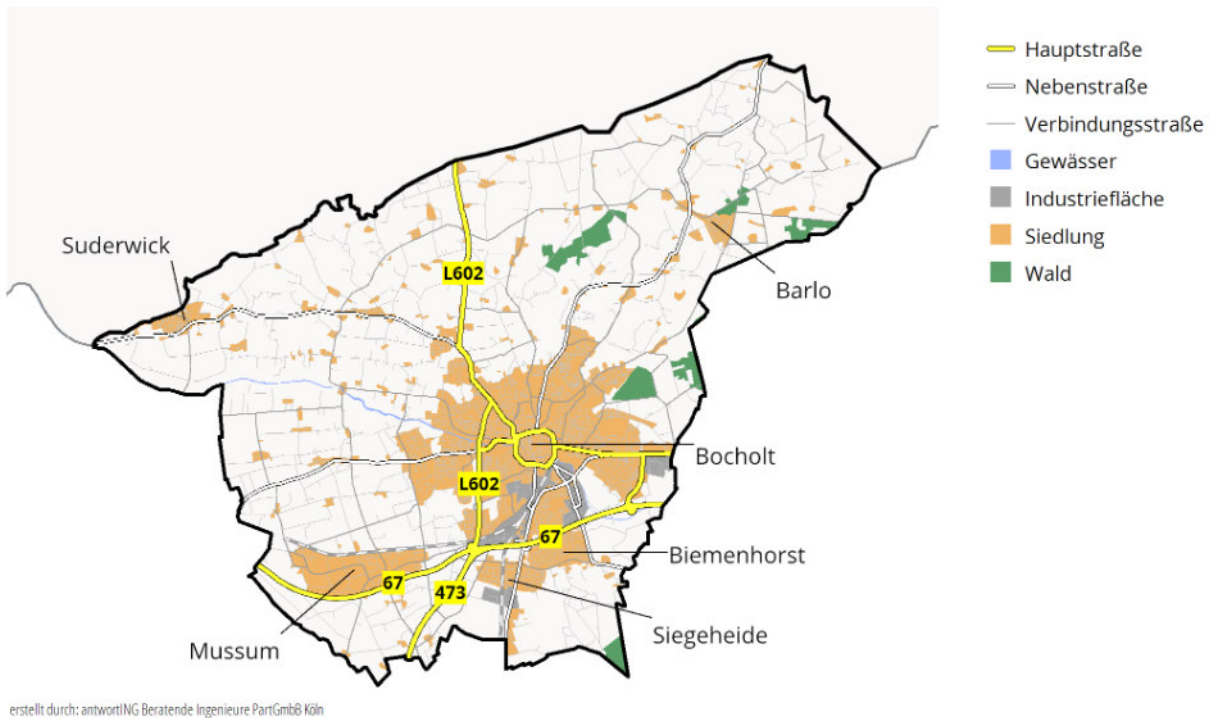 Hauptstraße
Nebenstraße
Verbindungsstraße
Gewässer
Industriefläche
Siedlung
Wald
Suderwick
L602
Barlo
Bocholt
L602
67
Biemenhorst
67
473
Siegeheide
Mussum
erstellt durch: antwortING Beratende Ingenieure PartGmbB Köln